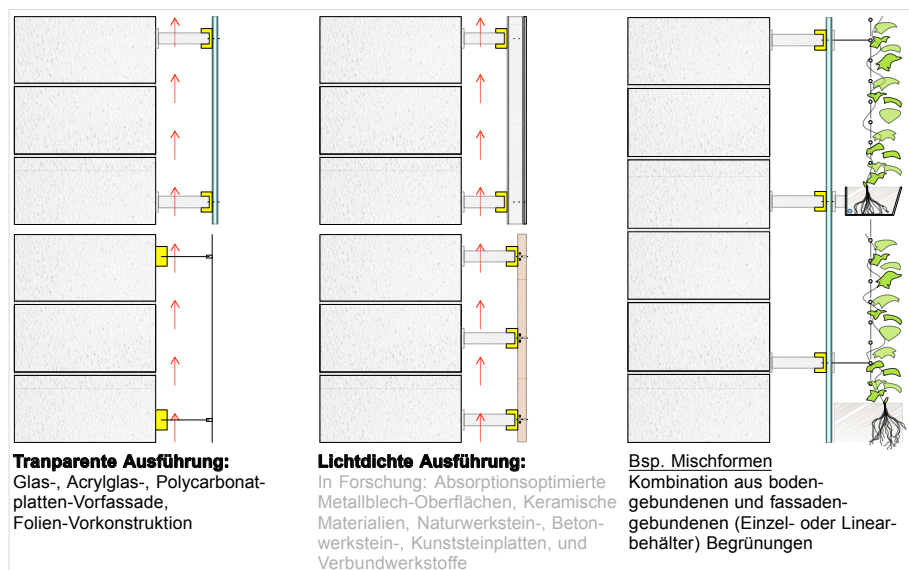 Tranparente Ausführung:
Glas-, Acrylglas-, Polycarbonat-
platten-Vorfassade,
Folien-Vorkonstruktion
Lichtdichte Ausführung:
In Forschung: Absorptionsoptimierte
Metallblech-Oberflächen, Keramische
Materialien, Naturwerkstein-, Beton-
werkstein-, Kunststeinplatten, und
Verbundwerkstoffe
Bsp. Mischformen
Kombination aus boden-
gebundenen und fassaden-
gebundenen (Einzel- oder Linear-
behälter) Begrünungen